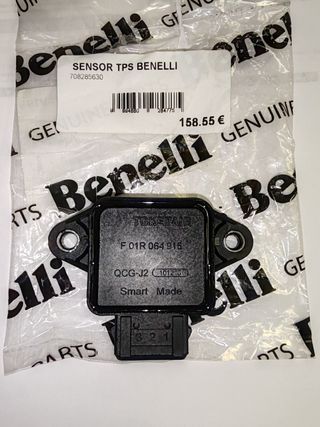 SENSOR TPS BENELLI
708285630
158.55 €
Benelli
GENUINE
Benelli
GENUINE
Benelli
F 01R 064 915
QCG-J2
Smart Made
3 2 1
PARTS
Benelli
PARTS